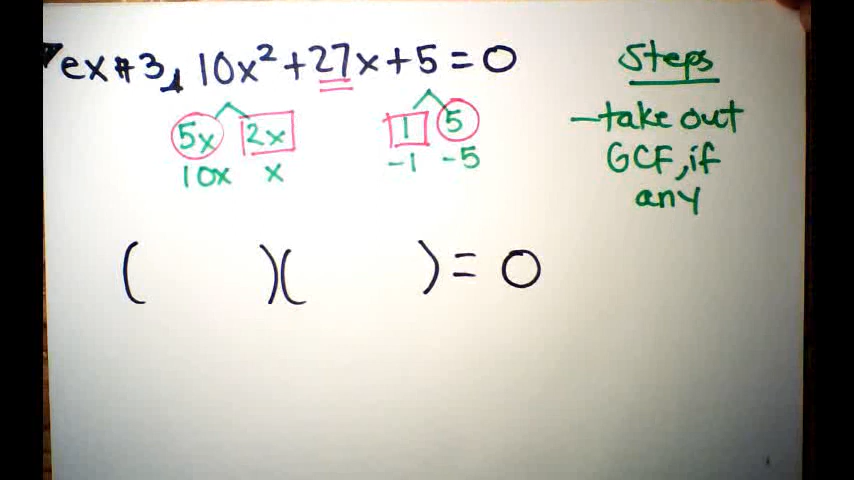 ex#3, 10x² + 27x + 5 = 0
5x 2x 1 5
10x x -1 -5
( )( ) = 0
Steps
- take out
GCF, if
any